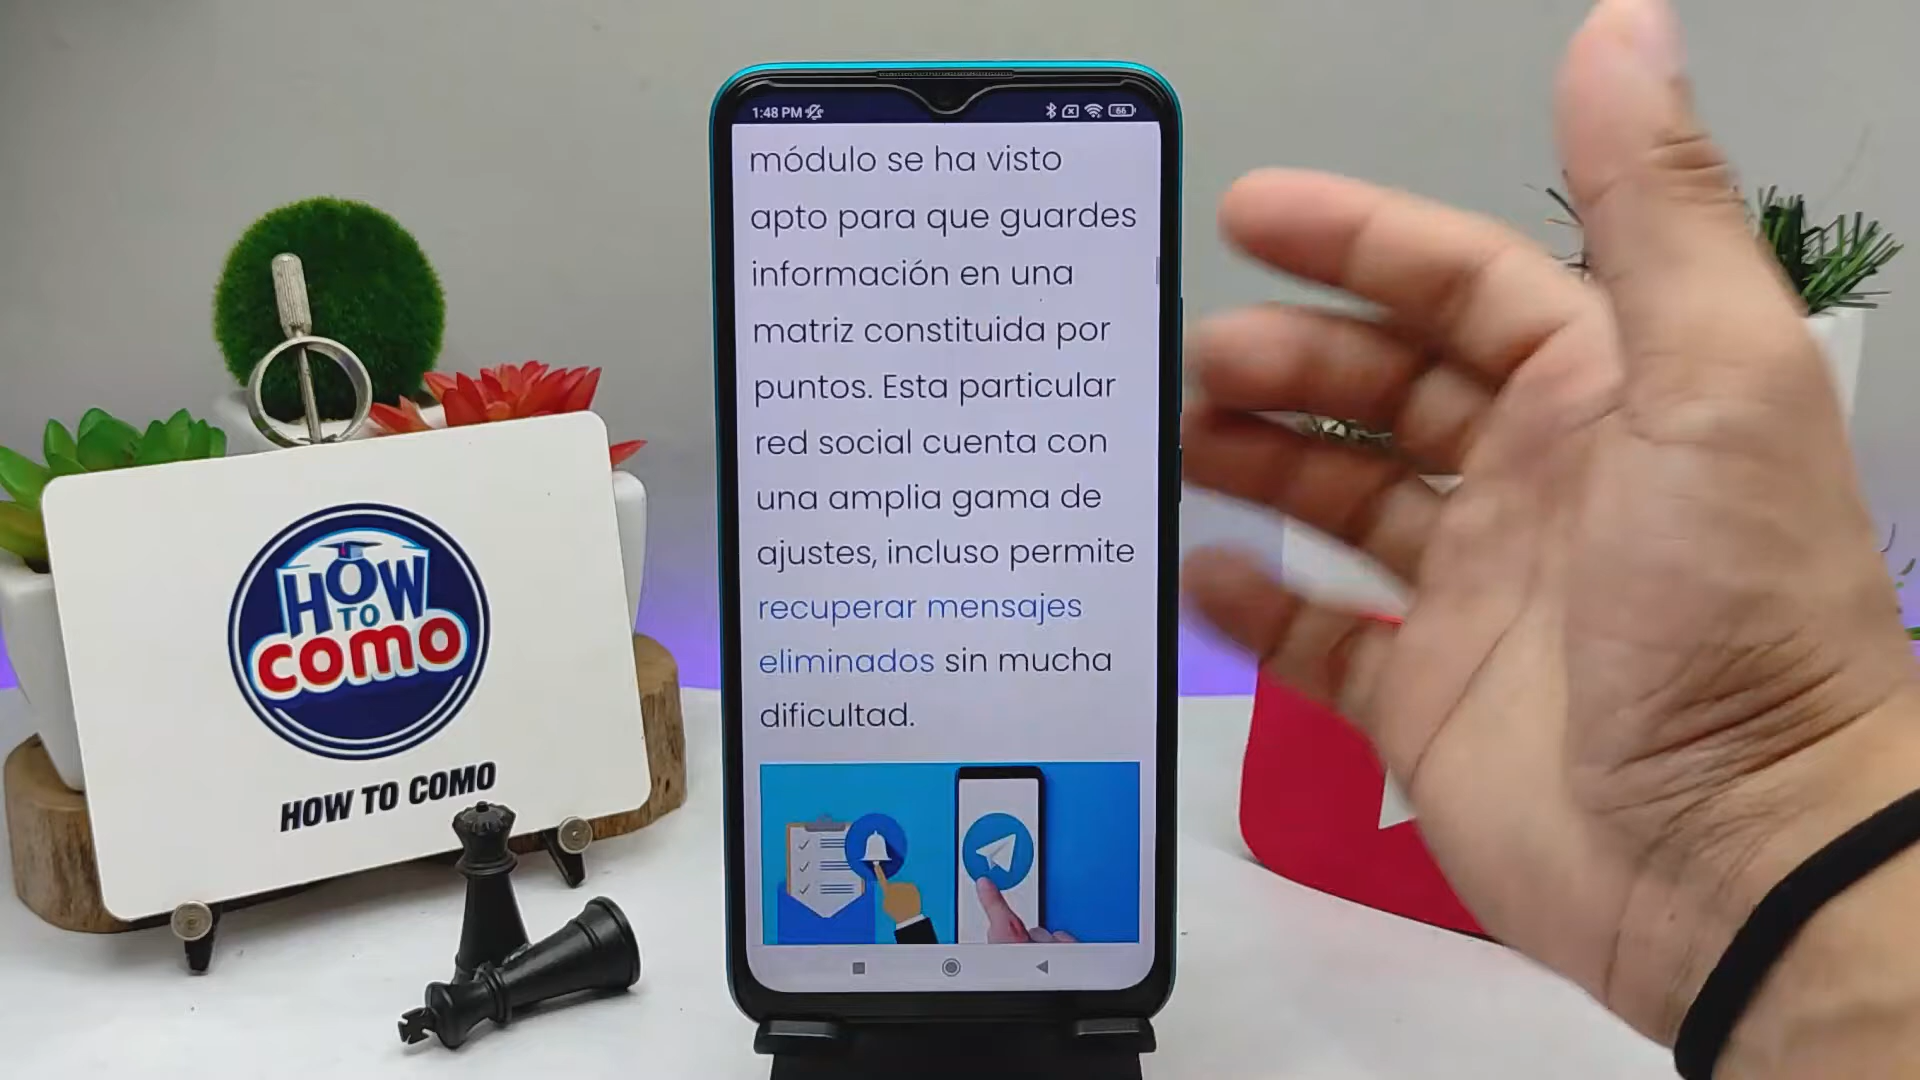 1:48 PM
66
módulo se ha visto
apto para que guardes
información en una
matriz constituida por
puntos. Esta particular
red social cuenta con
una amplia gama de
ajustes, incluso permite
recuperar mensajes
eliminados sin mucha
dificultad.
HOW
TO
como
HOW TO COMO